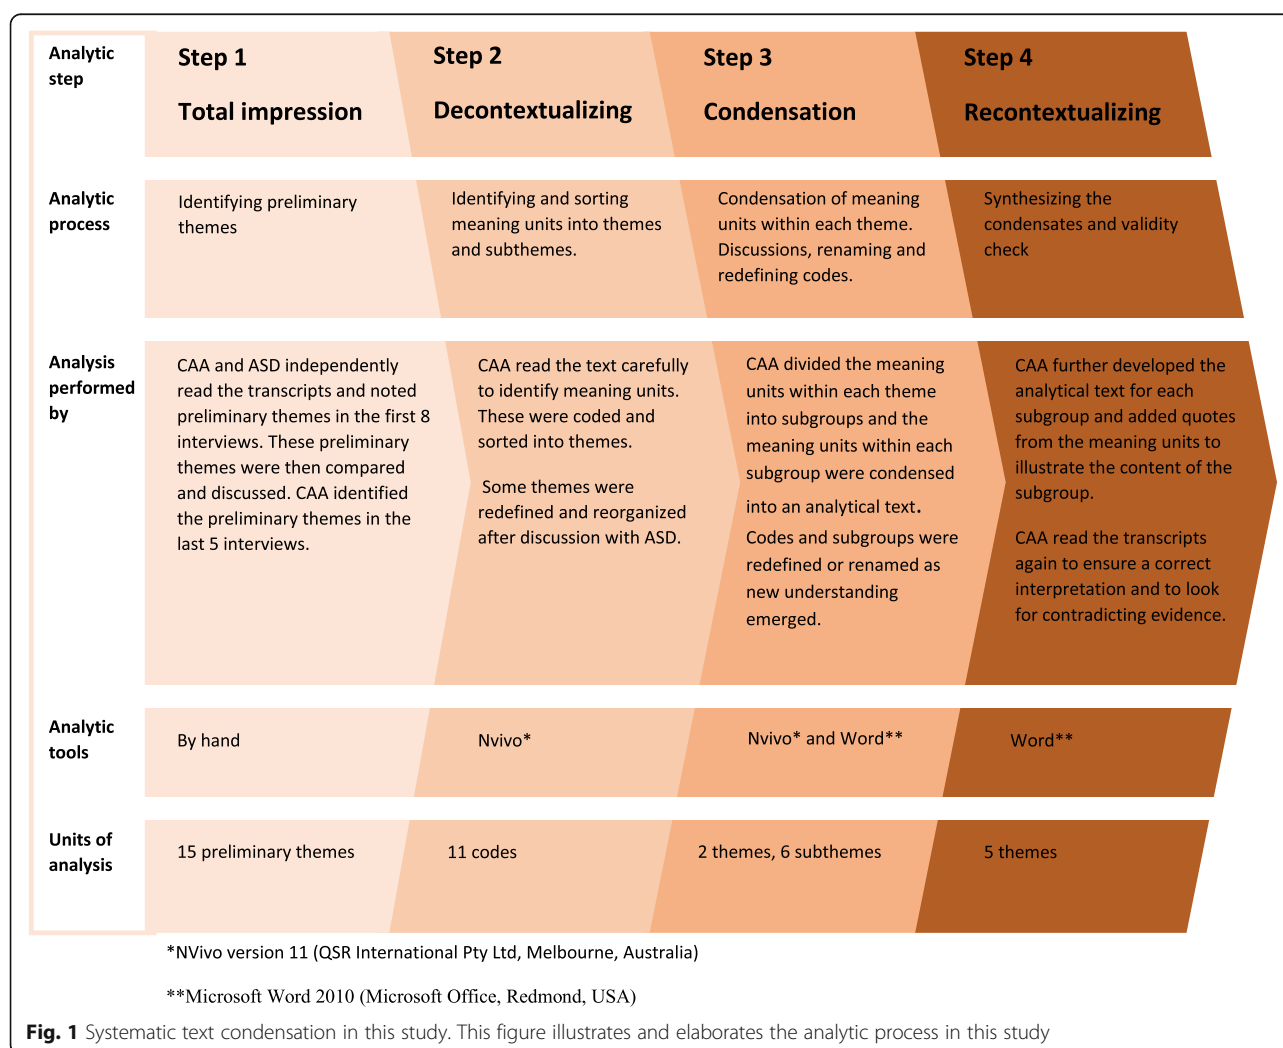 Analytic
step
Step 1
Total impression
Step 2
Decontextualizing
Step 3
Condensation
Step 4
Recontextualizing
Analytic
process
Identifying preliminary
themes
Identifying and sorting
meaning units into themes
and subthemes.
Condensation of meaning
units within each theme.
Discussions, renaming and
redefining codes.
Synthesizing the
condensates and validity
check
Analysis
performed
by
CAA and ASD independently
read the transcripts and noted
preliminary themes in the first 8
interviews. These preliminary
themes were then compared
and discussed. CAA identified
the preliminary themes in the
last 5 interviews.
CAA read the text carefully
to identify meaning units.
These were coded and
sorted into themes.
Some themes were
redefined and reorganized
after discussion with ASD.
CAA divided the meaning
units within each theme
into subgroups and the
meaning units within each
subgroup were condensed
into an analytical text.
Codes and subgroups were
redefined or renamed as
new understanding
emerged.
CAA further developed the
analytical text for each
subgroup and added quotes
from the meaning units to
illustrate the content of the
subgroup.
CAA read the transcripts
again to ensure a correct
interpretation and to look
for contradicting evidence.
Analytic
tools
By hand
Nvivo*
Nvivo* and Word**
Word**
Units of
analysis
15 preliminary themes
11 codes
2 themes, 6 subthemes
5 themes
*NVivo version 11 (QSR International Pty Ltd, Melbourne, Australia)
**Microsoft Word 2010 (Microsoft Office, Redmond, USA)
Fig. 1 Systematic text condensation in this study. This figure illustrates and elaborates the analytic process in this study